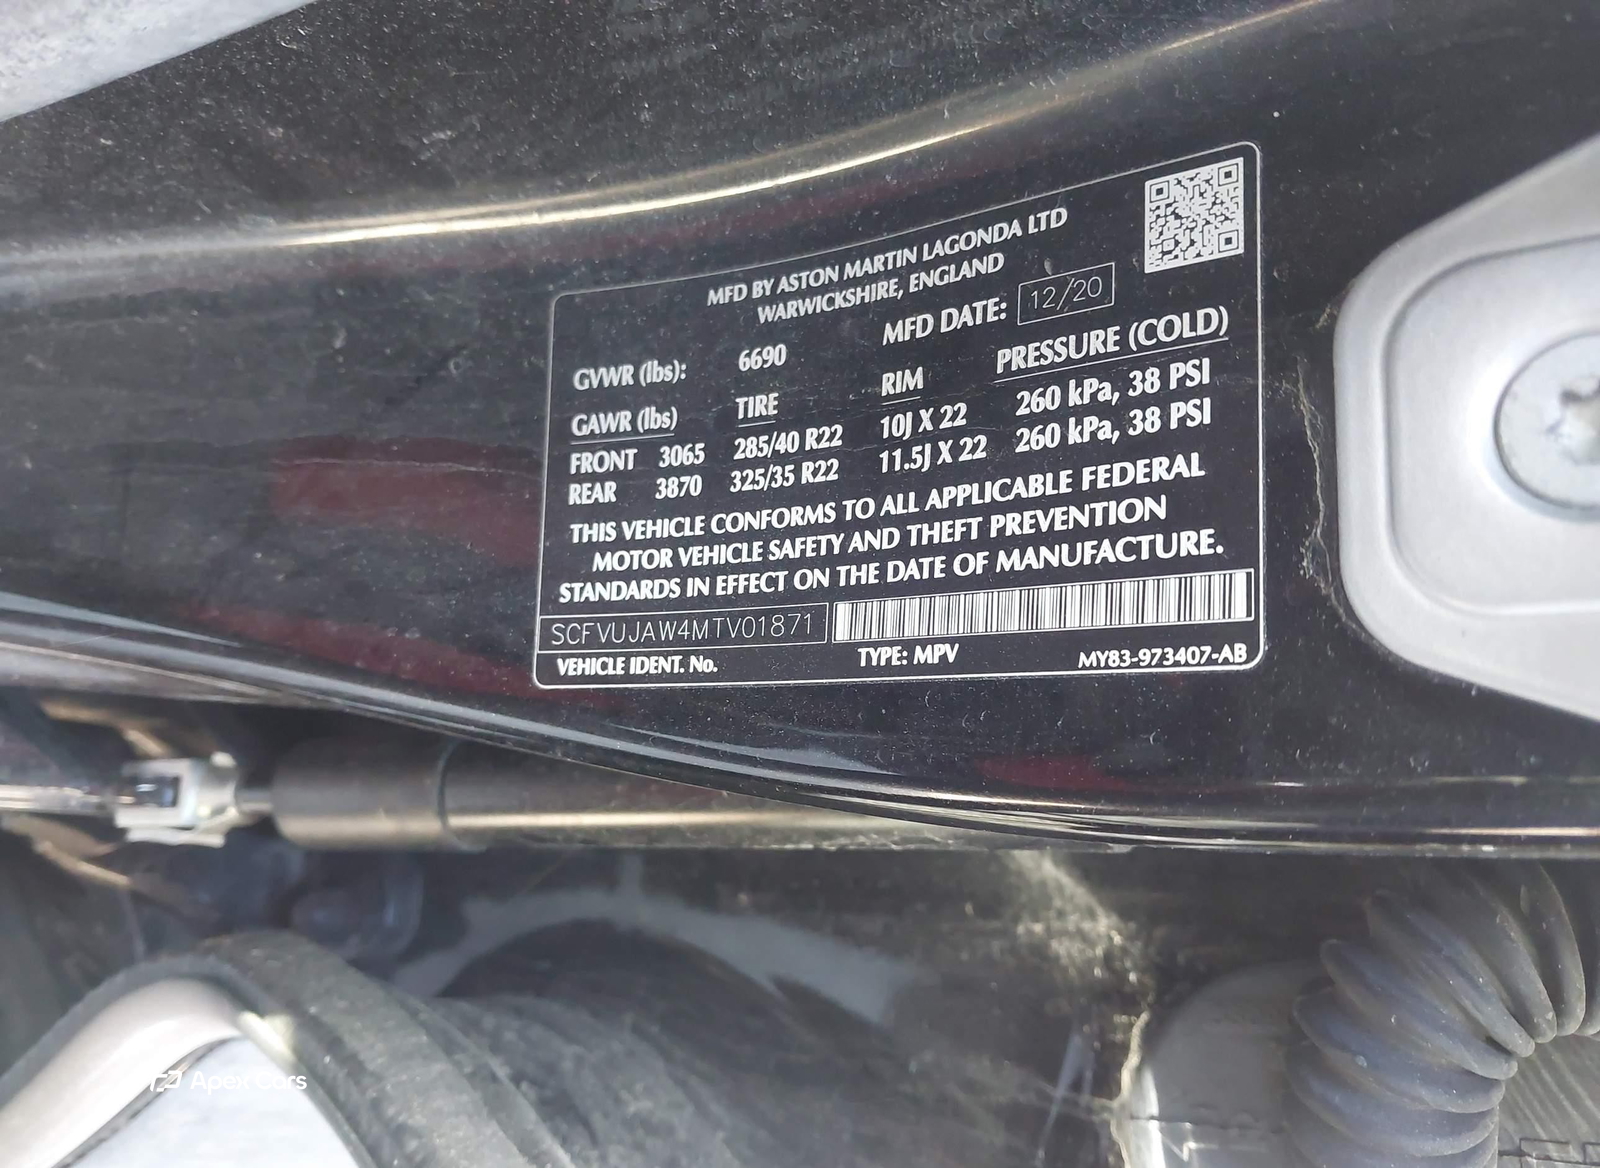 MFD BY ASTON MARTIN LAGONDA LTD
WARWICKSHIRE, ENGLAND
MFD DATE: 12/20
GVWR (lbs): 6690
GAWR (lbs) TIRE RIM PRESSURE (COLD)
FRONT 3065 285/40 R22 10J X 22 260 kPa, 38 PSI
REAR 3870 325/35 R22 11.5J X 22 260 kPa, 38 PSI
THIS VEHICLE CONFORMS TO ALL APPLICABLE FEDERAL
MOTOR VEHICLE SAFETY AND THEFT PREVENTION
STANDARDS IN EFFECT ON THE DATE OF MANUFACTURE.
SCFVUJAW4MTV01871
VEHICLE IDENT. No. TYPE: MPV MY83-973407-AB
Apex Cars